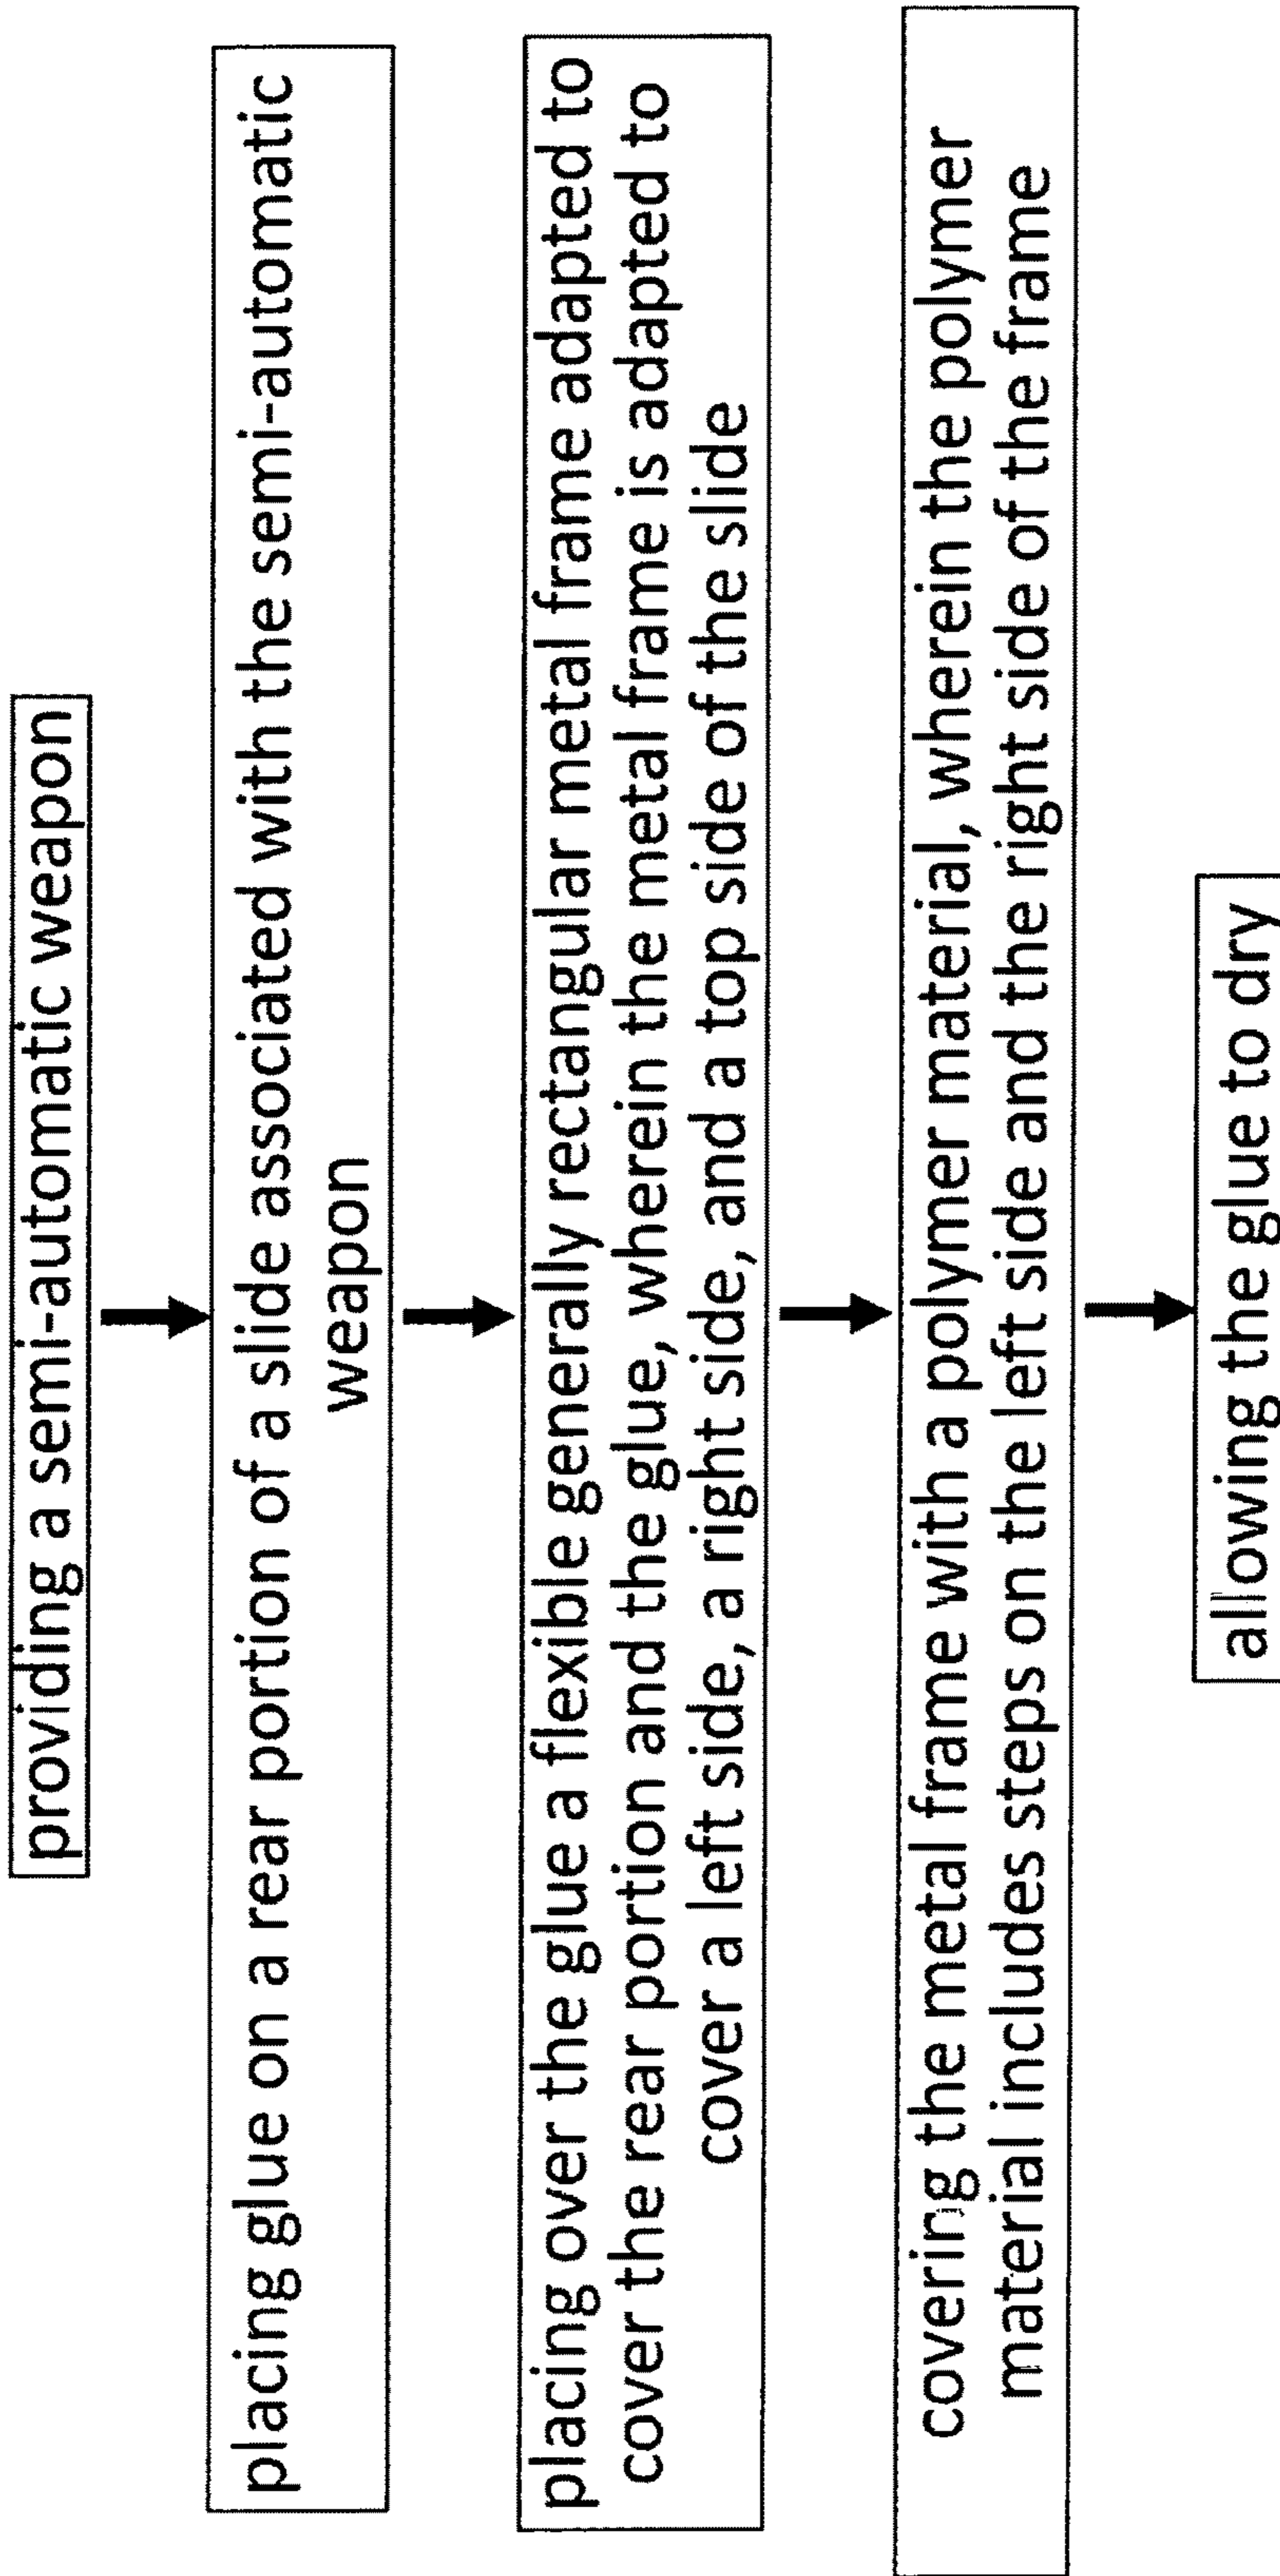 providing a semi-automatic weapon
placing glue on a rear portion of a slide associated with the semi-automatic
weapon
placing over the glue a flexible generally rectangular metal frame adapted to
cover the rear portion and the glue, wherein the metal frame is adapted to
cover a left side, a right side, and a top side of the slide
covering the metal frame with a polymer material, wherein the polymer
material includes steps on the left side and the right side of the frame
allowing the glue to dry